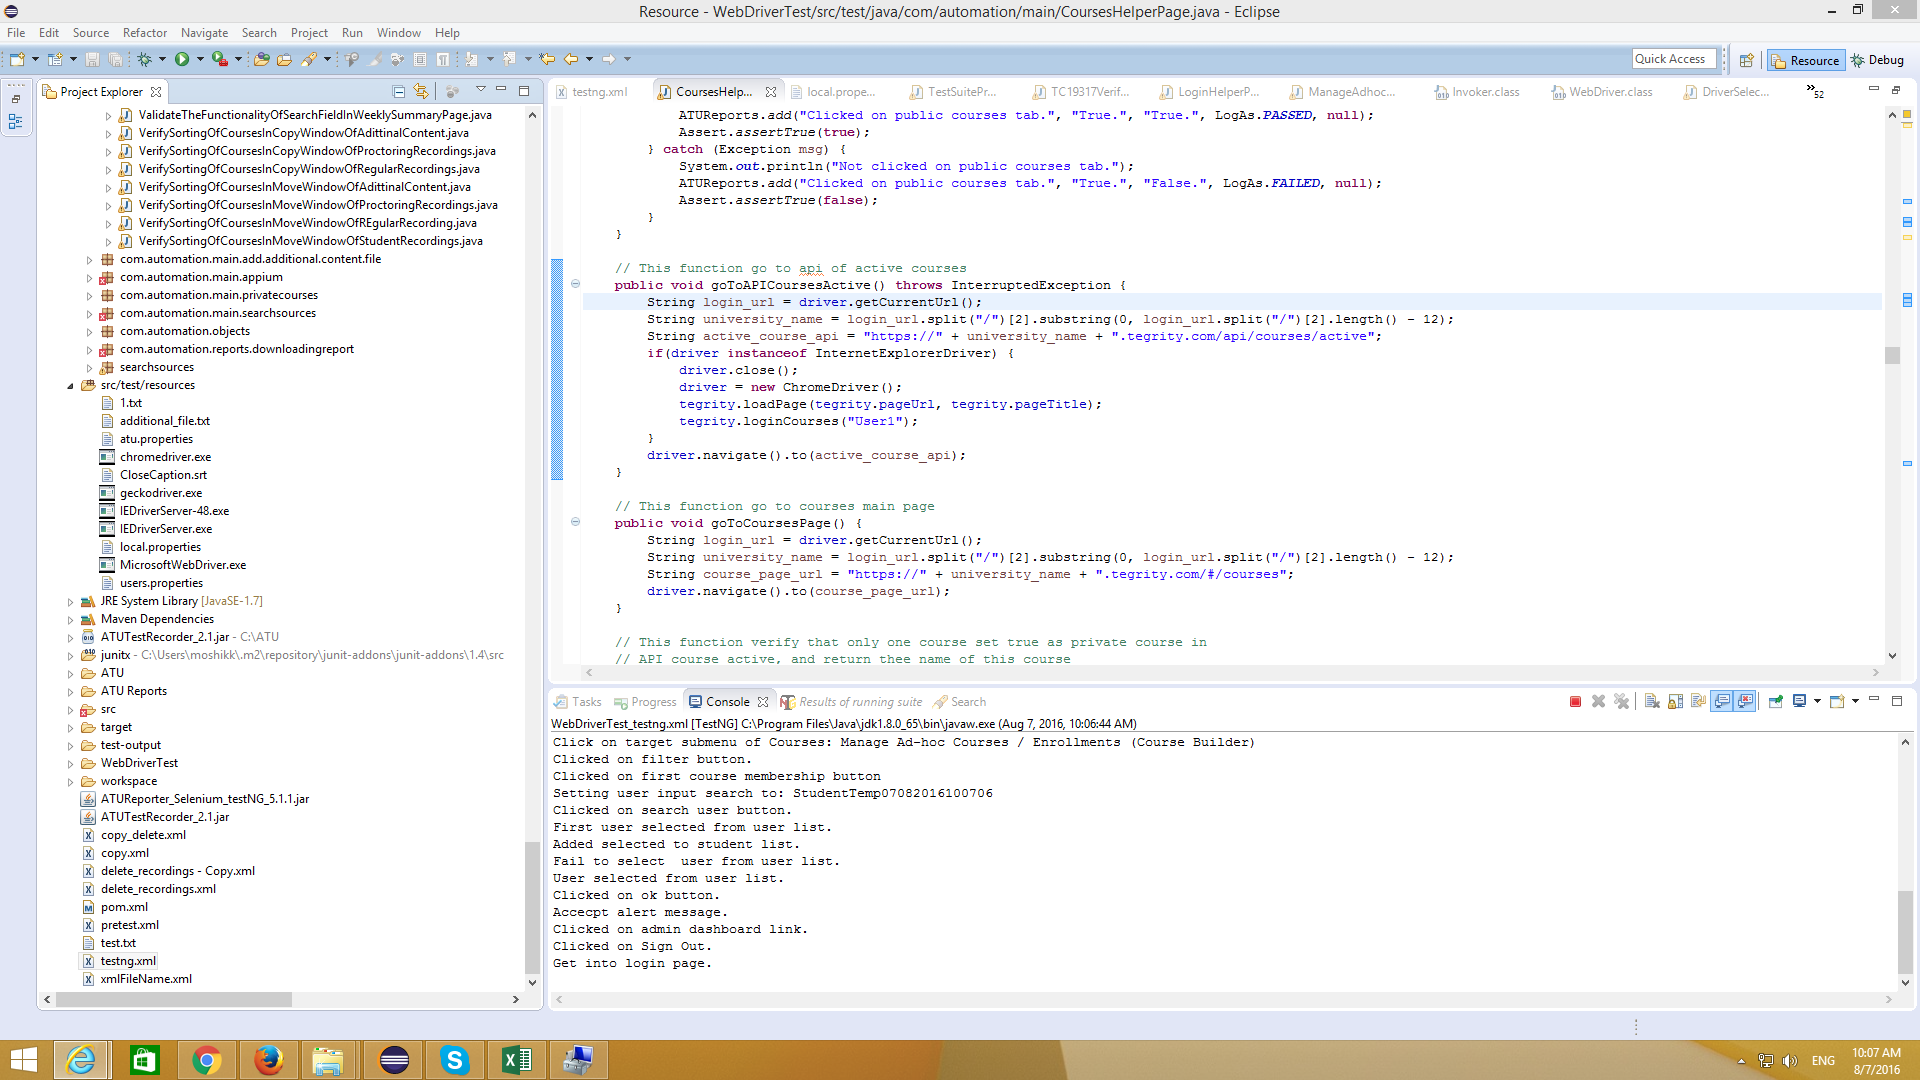 Resource - WebDriverTest/src/test/java/com/automation/main/CoursesHelperPage.java - Eclipse
File Edit Source Refactor Navigate Search Project Run Window Help
Quick Access
Resource
Debug
Project Explorer
ValidateTheFunctionalityOfSearchFieldInWeeklySummaryPage.java
VerifySortingOfCoursesInCopyWindowOfAdittinalContent.java
VerifySortingOfCoursesInCopyWindowOfProctoringRecordings.java
VerifySortingOfCoursesInCopyWindowOfRegularRecordings.java
VerifySortingOfCoursesInMoveWindowOfAdittinalContent.java
VerifySortingOfCoursesInMoveWindowOfProctoringRecordings.java
VerifySortingOfCoursesInMoveWindowOfREgularRecording.java
VerifySortingOfCoursesInMoveWindowOfStudentRecordings.java
com.automation.main.add.additional.content.file
com.automation.main.appium
com.automation.main.privatecourses
com.automation.main.searchsources
com.automation.objects
com.automation.reports.downloadingreport
searchsources
src/test/resources
1.txt
additional_file.txt
atu.properties
chromedriver.exe
CloseCaption.srt
geckodriver.exe
IEDriverServer-48.exe
IEDriverServer.exe
local.properties
MicrosoftWebDriver.exe
users.properties
JRE System Library [JavaSE-1.7]
Maven Dependencies
ATUTestRecorder_2.1.jar - C:\ATU
junitx - C:\Users\moshikk\.m2\repository\junit-addons\junit-addons\1.4\src
ATU
ATU Reports
src
target
test-output
WebDriverTest
workspace
ATUReporter_Selenium_testNG_5.1.1.jar
ATUTestRecorder_2.1.jar
copy_delete.xml
copy.xml
delete_recordings - Copy.xml
delete_recordings.xml
pom.xml
pretest.xml
test.txt
testng.xml
xmlFileName.xml
testng.xml
CoursesHelp...
local.prope...
TestSuitePr...
TC19317Verif...
LoginHelperP...
ManageAdhoc...
Invoker.class
WebDriver.class
DriverSelec...
52
ATUReports.add("Clicked on public courses tab.", "True.", "True.", LogAs.PASSED, null);
Assert.assertTrue(true);
} catch (Exception msg) {
System.out.println("Not clicked on public courses tab.");
ATUReports.add("Clicked on public courses tab.", "True.", "False.", LogAs.FAILED, null);
Assert.assertTrue(false);
}
}
// This function go to api of active courses
public void goToAPICoursesActive() throws InterruptedException {
String login_url = driver.getCurrentUrl();
String university_name = login_url.split("/")[2].substring(0, login_url.split("/")[2].length() - 12);
String active_course_api = "https://" + university_name + ".tegrity.com/api/courses/active";
if(driver instanceof InternetExplorerDriver) {
driver.close();
driver = new ChromeDriver();
tegrity.loadPage(tegrity.pageUrl, tegrity.pageTitle);
tegrity.loginCourses("User1");
}
driver.navigate().to(active_course_api);
}
// This function go to courses main page
public void goToCoursesPage() {
String login_url = driver.getCurrentUrl();
String university_name = login_url.split("/")[2].substring(0, login_url.split("/")[2].length() - 12);
String course_page_url = "https://" + university_name + ".tegrity.com/#/courses";
driver.navigate().to(course_page_url);
}
// This function verify that only one course set true as private course in
// API course active, and return thee name of this course
Tasks Progress Console Results of running suite Search
WebDriverTest_testng.xml [TestNG] C:\Program Files\Java\jdk1.8.0_65\bin\javaw.exe (Aug 7, 2016, 10:06:44 AM)
Click on target submenu of Courses: Manage Ad-hoc Courses / Enrollments (Course Builder)
Clicked on filter button.
Clicked on first course membership button
Setting user input search to: StudentTemp07082016100706
Clicked on search user button.
First user selected from user list.
Added selected to student list.
Fail to select  user from user list.
User selected from user list.
Clicked on ok button.
Accecpt alert message.
Clicked on admin dashboard link.
Clicked on Sign Out.
Get into login page.
ENG
10:07 AM
8/7/2016